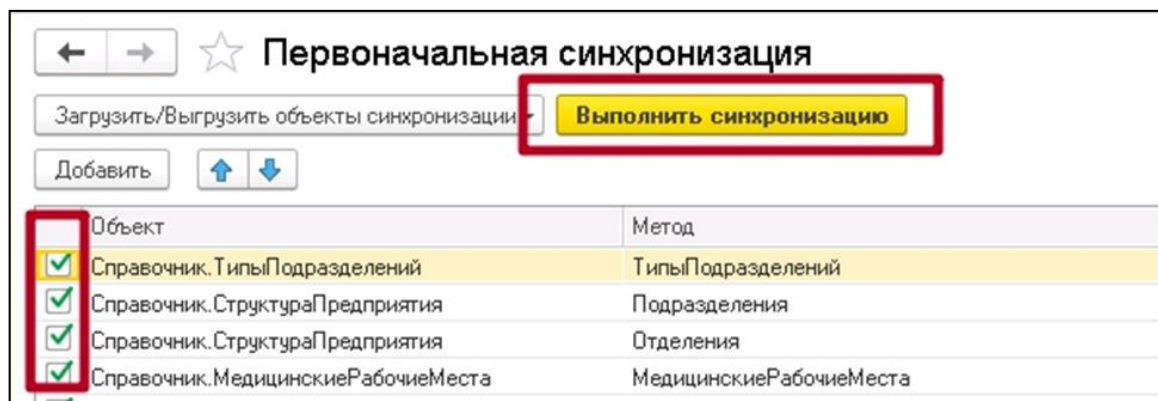 Первоначальная синхронизация
Загрузить/Выгрузить объекты синхронизации Выполнить синхронизацию
Добавить
Объект Метод
Справочник.ТипыПодразделений ТипыПодразделений
Справочник.СтруктураПредприятия Подразделения
Справочник.СтруктураПредприятия Отделения
Справочник.МедицинскиеРабочиеМеста МедицинскиеРабочиеМеста